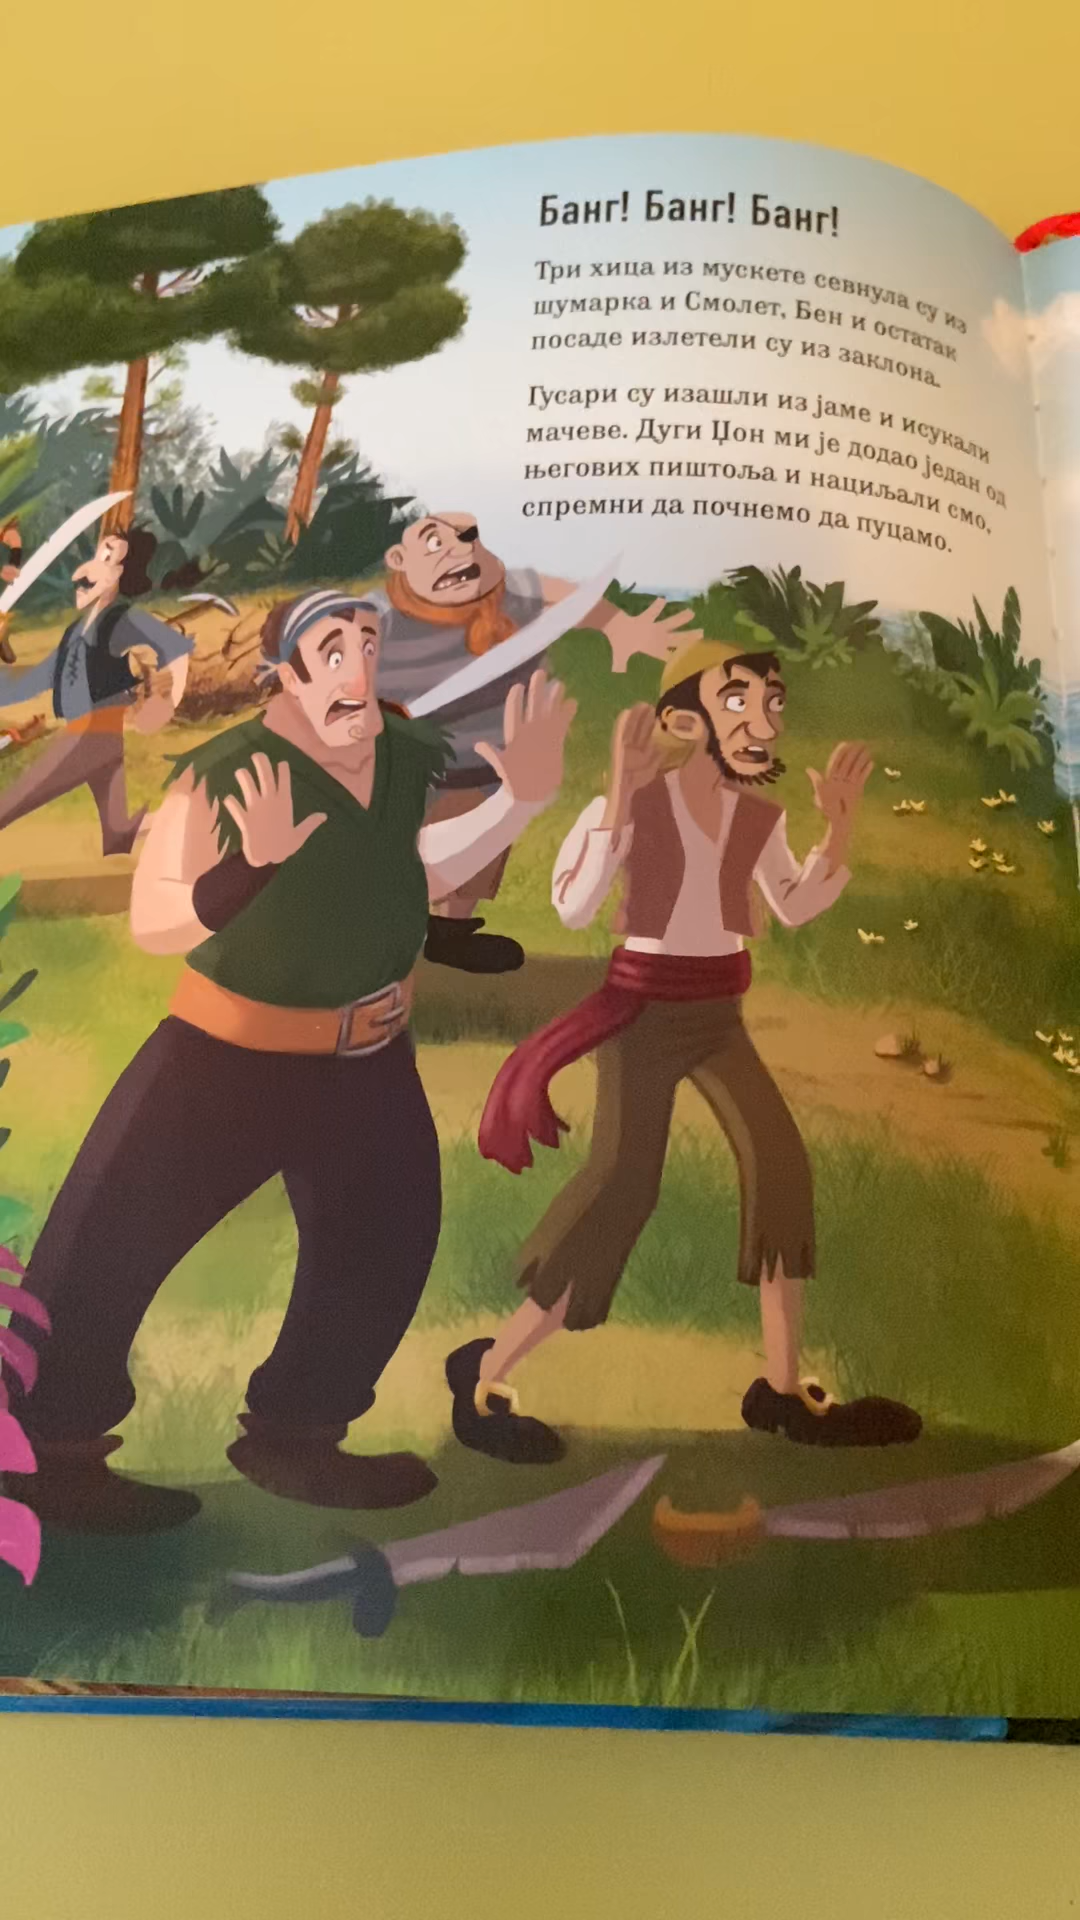 Банг! Банг! Банг!
Три хица из мускете севнула су из
шумарка и Смолет, Бен и остатак
посаде излетели су из заклона.
Гусари су изашли из јаме и исукали
мачеве. Дуги Џон ми је додао један од
његових пиштоља и нациљали смо,
спремни да почнемо да пуцамо.